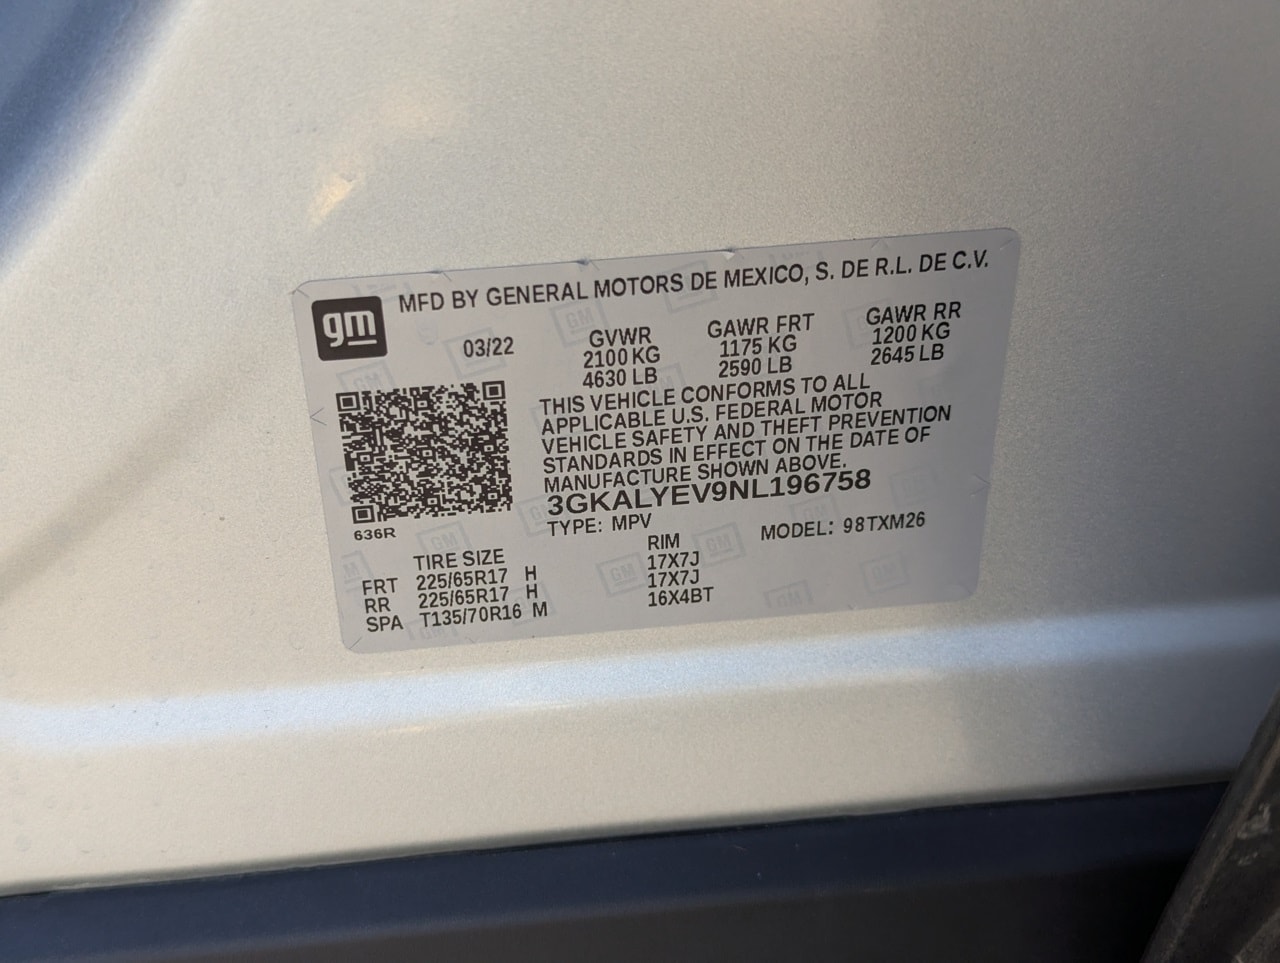 MFD BY GENERAL MOTORS DE MEXICO, S. DE R.L. DE C.V.
gm
03/22
GVWR GAWR FRT GAWR RR
2100 KG 1175 KG 1200 KG
4630 LB 2590 LB 2645 LB
THIS VEHICLE CONFORMS TO ALL
APPLICABLE U.S. FEDERAL MOTOR
VEHICLE SAFETY AND THEFT PREVENTION
STANDARDS IN EFFECT ON THE DATE OF
MANUFACTURE SHOWN ABOVE.
3GKALYEV9NL196758
636R
TYPE: MPV MODEL: 98TXM26
TIRE SIZE RIM
FRT 225/65R17 H 17X7J
RR 225/65R17 H 17X7J
SPA T135/70R16 M 16X4BT